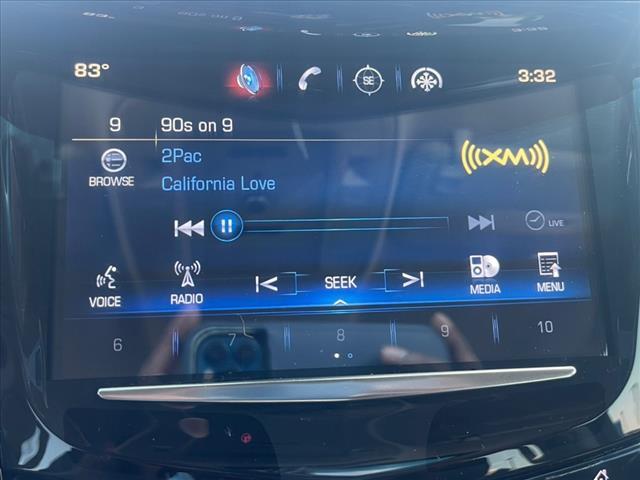 83° SE 3:32
9 90s on 9
2Pac
California Love
((XM))
BROWSE
LIVE
VOICE RADIO SEEK MEDIA MENU
6 7 8 9 10